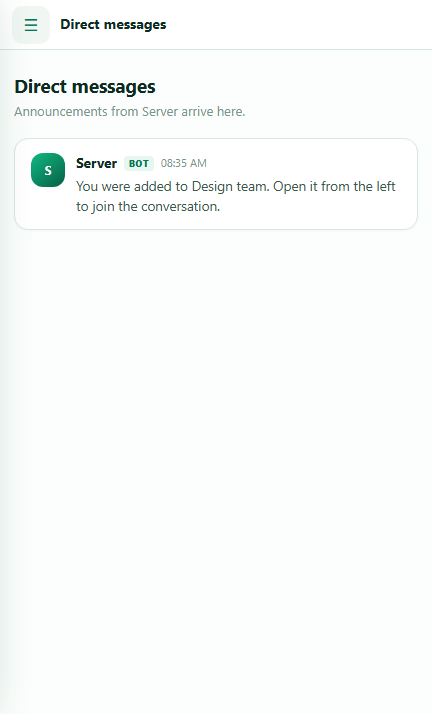 Direct messages
Direct messages
Announcements from Server arrive here.
S
Server BOT 08:35 AM
You were added to Design team. Open it from the left
to join the conversation.